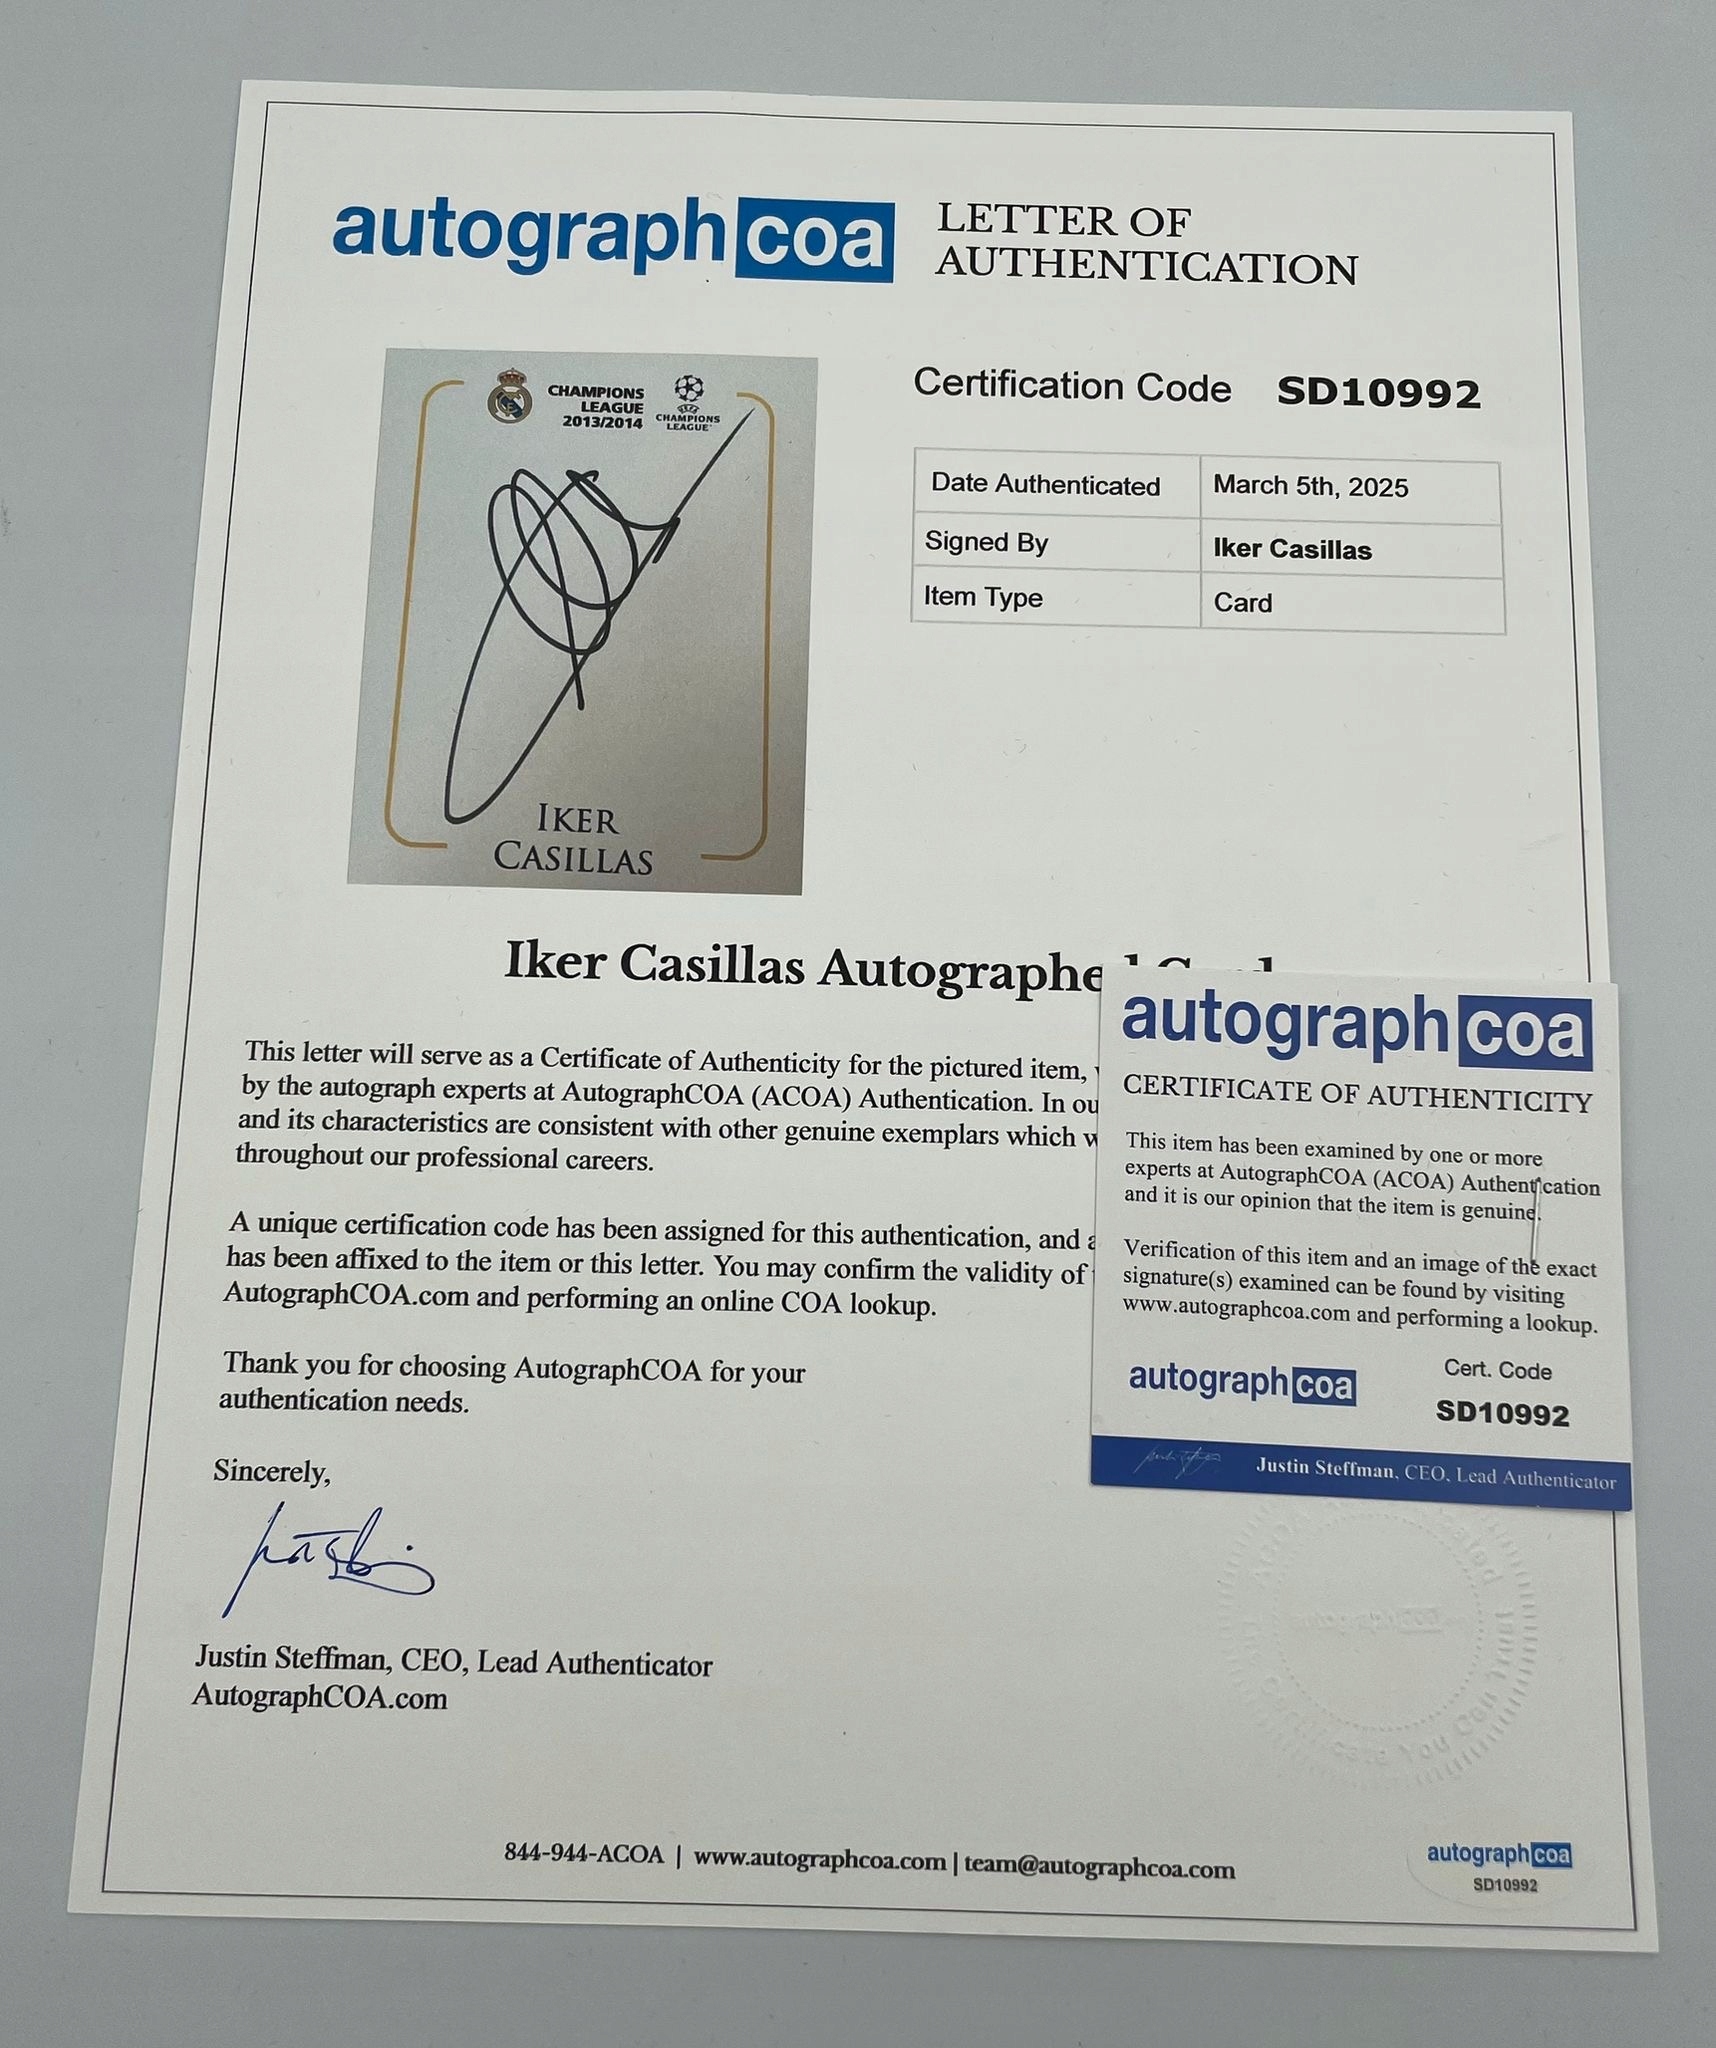 autographcoa
LETTER OF
AUTHENTICATION
CHAMPIONS
LEAGUE
2013/2014
CHAMPIONS
LEAGUE
IKER
CASILLAS
Certification Code SD10992
Date Authenticated March 5th, 2025
Signed By Iker Casillas
Item Type Card
Iker Casillas Autographed
This letter will serve as a Certificate of Authenticity for the pictured item,
by the autograph experts at AutographCOA (ACOA) Authentication. In
and its characteristics are consistent with other genuine exemplars which
throughout our professional careers.
A unique certification code has been assigned for this authentication, and
has been affixed to the item or this letter. You may confirm the validity of
AutographCOA.com and performing an online COA lookup.
Thank you for choosing AutographCOA for your
authentication needs.
Sincerely,
Justin Steffman, CEO, Lead Authenticator
AutographCOA.com
844-944-ACOA | www.autographcoa.com | team@autographcoa.com
autographcoa
SD10992
autographcoa
CERTIFICATE OF AUTHENTICITY
This item has been examined by one or more
experts at AutographCOA (ACOA) Authentication
and it is our opinion that the item is genuine.
Verification of this item and an image of the exact
signature(s) examined can be found by visiting
www.autographcoa.com and performing a lookup.
autographcoa
Cert. Code
SD10992
Justin Steffman, CEO, Lead Authenticator
Certificate You Can Trust